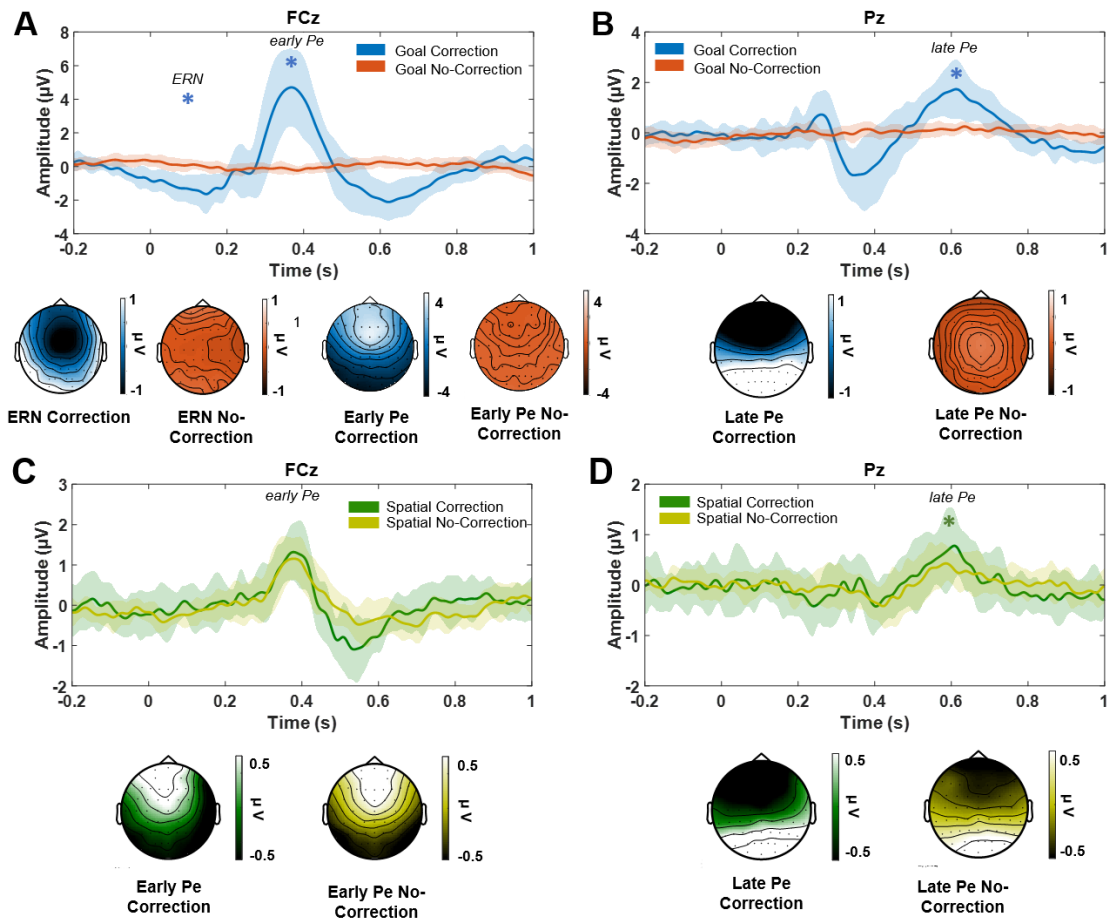 A
FCz
early Pe
*
ERN
*
Goal Correction
Goal No-Correction
Amplitude (µV)
8
6
4
2
0
-2
-4
-0.2 0 0.2 0.4 0.6 0.8 1
Time (s)
B
Pz
late Pe
*
Goal Correction
Goal No-Correction
Amplitude (µV)
4
2
0
-2
-4
-0.2 0 0.2 0.4 0.6 0.8 1
Time (s)
1
µ V
-1
ERN Correction
1
1
µ V
-1
ERN No-
Correction
4
µ V
-4
Early Pe
Correction
4
µ V
-4
Early Pe No-
Correction
1
µ V
-1
Late Pe
Correction
1
µ V
-1
Late Pe No-
Correction
C
FCz
early Pe
Spatial Correction
Spatial No-Correction
Amplitude (µV)
3
2
1
0
-1
-2
-0.2 0 0.2 0.4 0.6 0.8 1
Time (s)
D
Pz
late Pe
*
Spatial Correction
Spatial No-Correction
Amplitude (µV)
2
1
0
-1
-2
-0.2 0 0.2 0.4 0.6 0.8 1
Time (s)
0.5
µ V
-0.5
Early Pe
Correction
0.5
µ V
-0.5
Early Pe No-
Correction
0.5
µ V
-0.5
Late Pe
Correction
0.5
µ V
-0.5
Late Pe No-
Correction